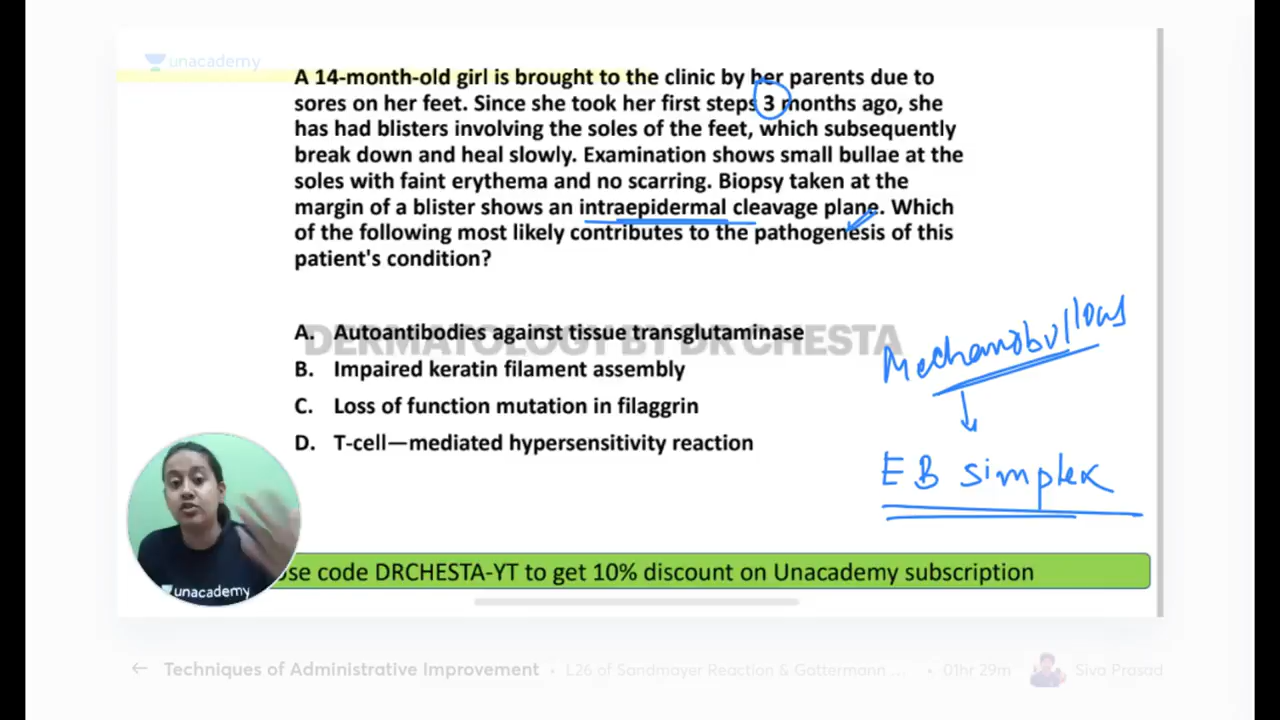 unacademy
A 14-month-old girl is brought to the clinic by her parents due to
sores on her feet. Since she took her first steps 3 months ago, she
has had blisters involving the soles of the feet, which subsequently
break down and heal slowly. Examination shows small bullae at the
soles with faint erythema and no scarring. Biopsy taken at the
margin of a blister shows an intraepidermal cleavage plane. Which
of the following most likely contributes to the pathogenesis of this
patient's condition?
DERMATOLOGY BY DR CHESTA
A. Autoantibodies against tissue transglutaminase
B. Impaired keratin filament assembly
C. Loss of function mutation in filaggrin
D. T-cell—mediated hypersensitivity reaction
Mechanobullous
EB simplex
unacademy
code DRCHESTA-YT to get 10% discount on Unacademy subscription
Techniques of Administrative Improvement • L26 of Sandmayer Reaction & Gattermann ... • 01hr 29m Siva Prasad